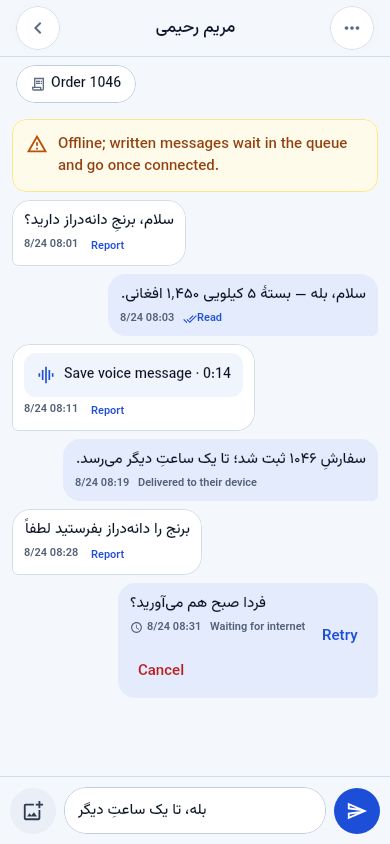 مریم رحیمی
Order 1046
Offline; written messages wait in the queue
and go once connected.
سلام، برنجِ دانه‌دراز دارید؟
8/24 08:01 Report
سلام، بله — بستهٔ ۵ کیلویی ۱,۴۵۰ افغانی.
8/24 08:03 Read
Save voice message · 0:14
8/24 08:11 Report
سفارشِ ۱۰۴۶ ثبت شد؛ تا یک ساعتِ دیگر می‌رسد.
8/24 08:19 Delivered to their device
برنج را دانه‌دراز بفرستید لطفاً
8/24 08:28 Report
فردا صبح هم می‌آورید؟
8/24 08:31 Waiting for internet
Retry
Cancel
بله، تا یک ساعتِ دیگر